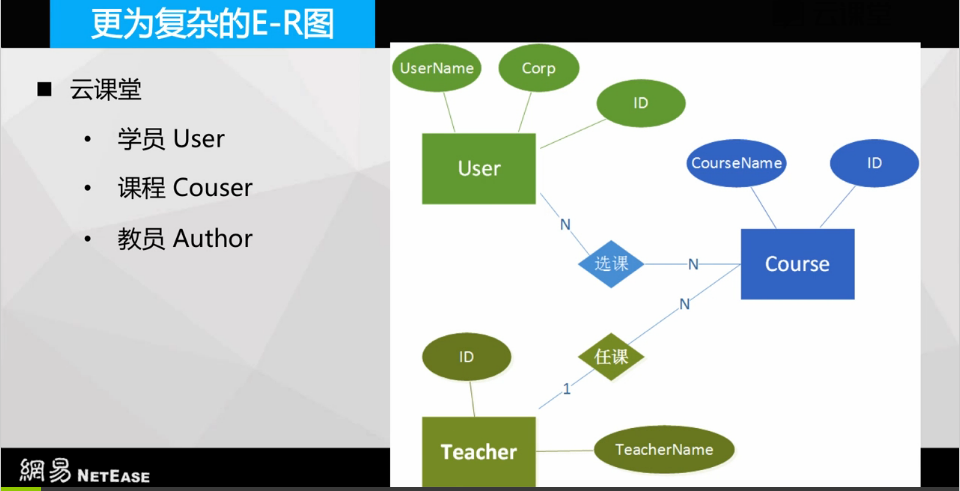 更为复杂的E-R图
云课堂
学员 User
课程 Couser
教员 Author
UserName
Corp
ID
User
CourseName
ID
N
选课
N
Course
N
ID
任课
1
Teacher
TeacherName
網易 NETEASE